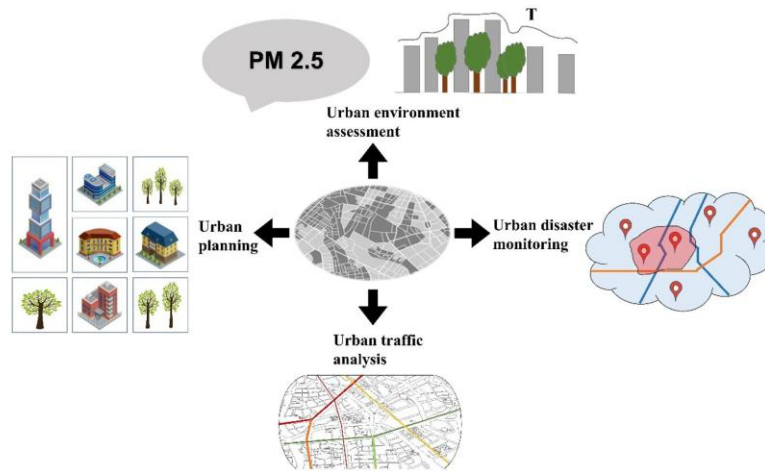 T
PM 2.5
Urban environment
assessment
Urban
planning
Urban disaster
monitoring
Urban traffic
analysis